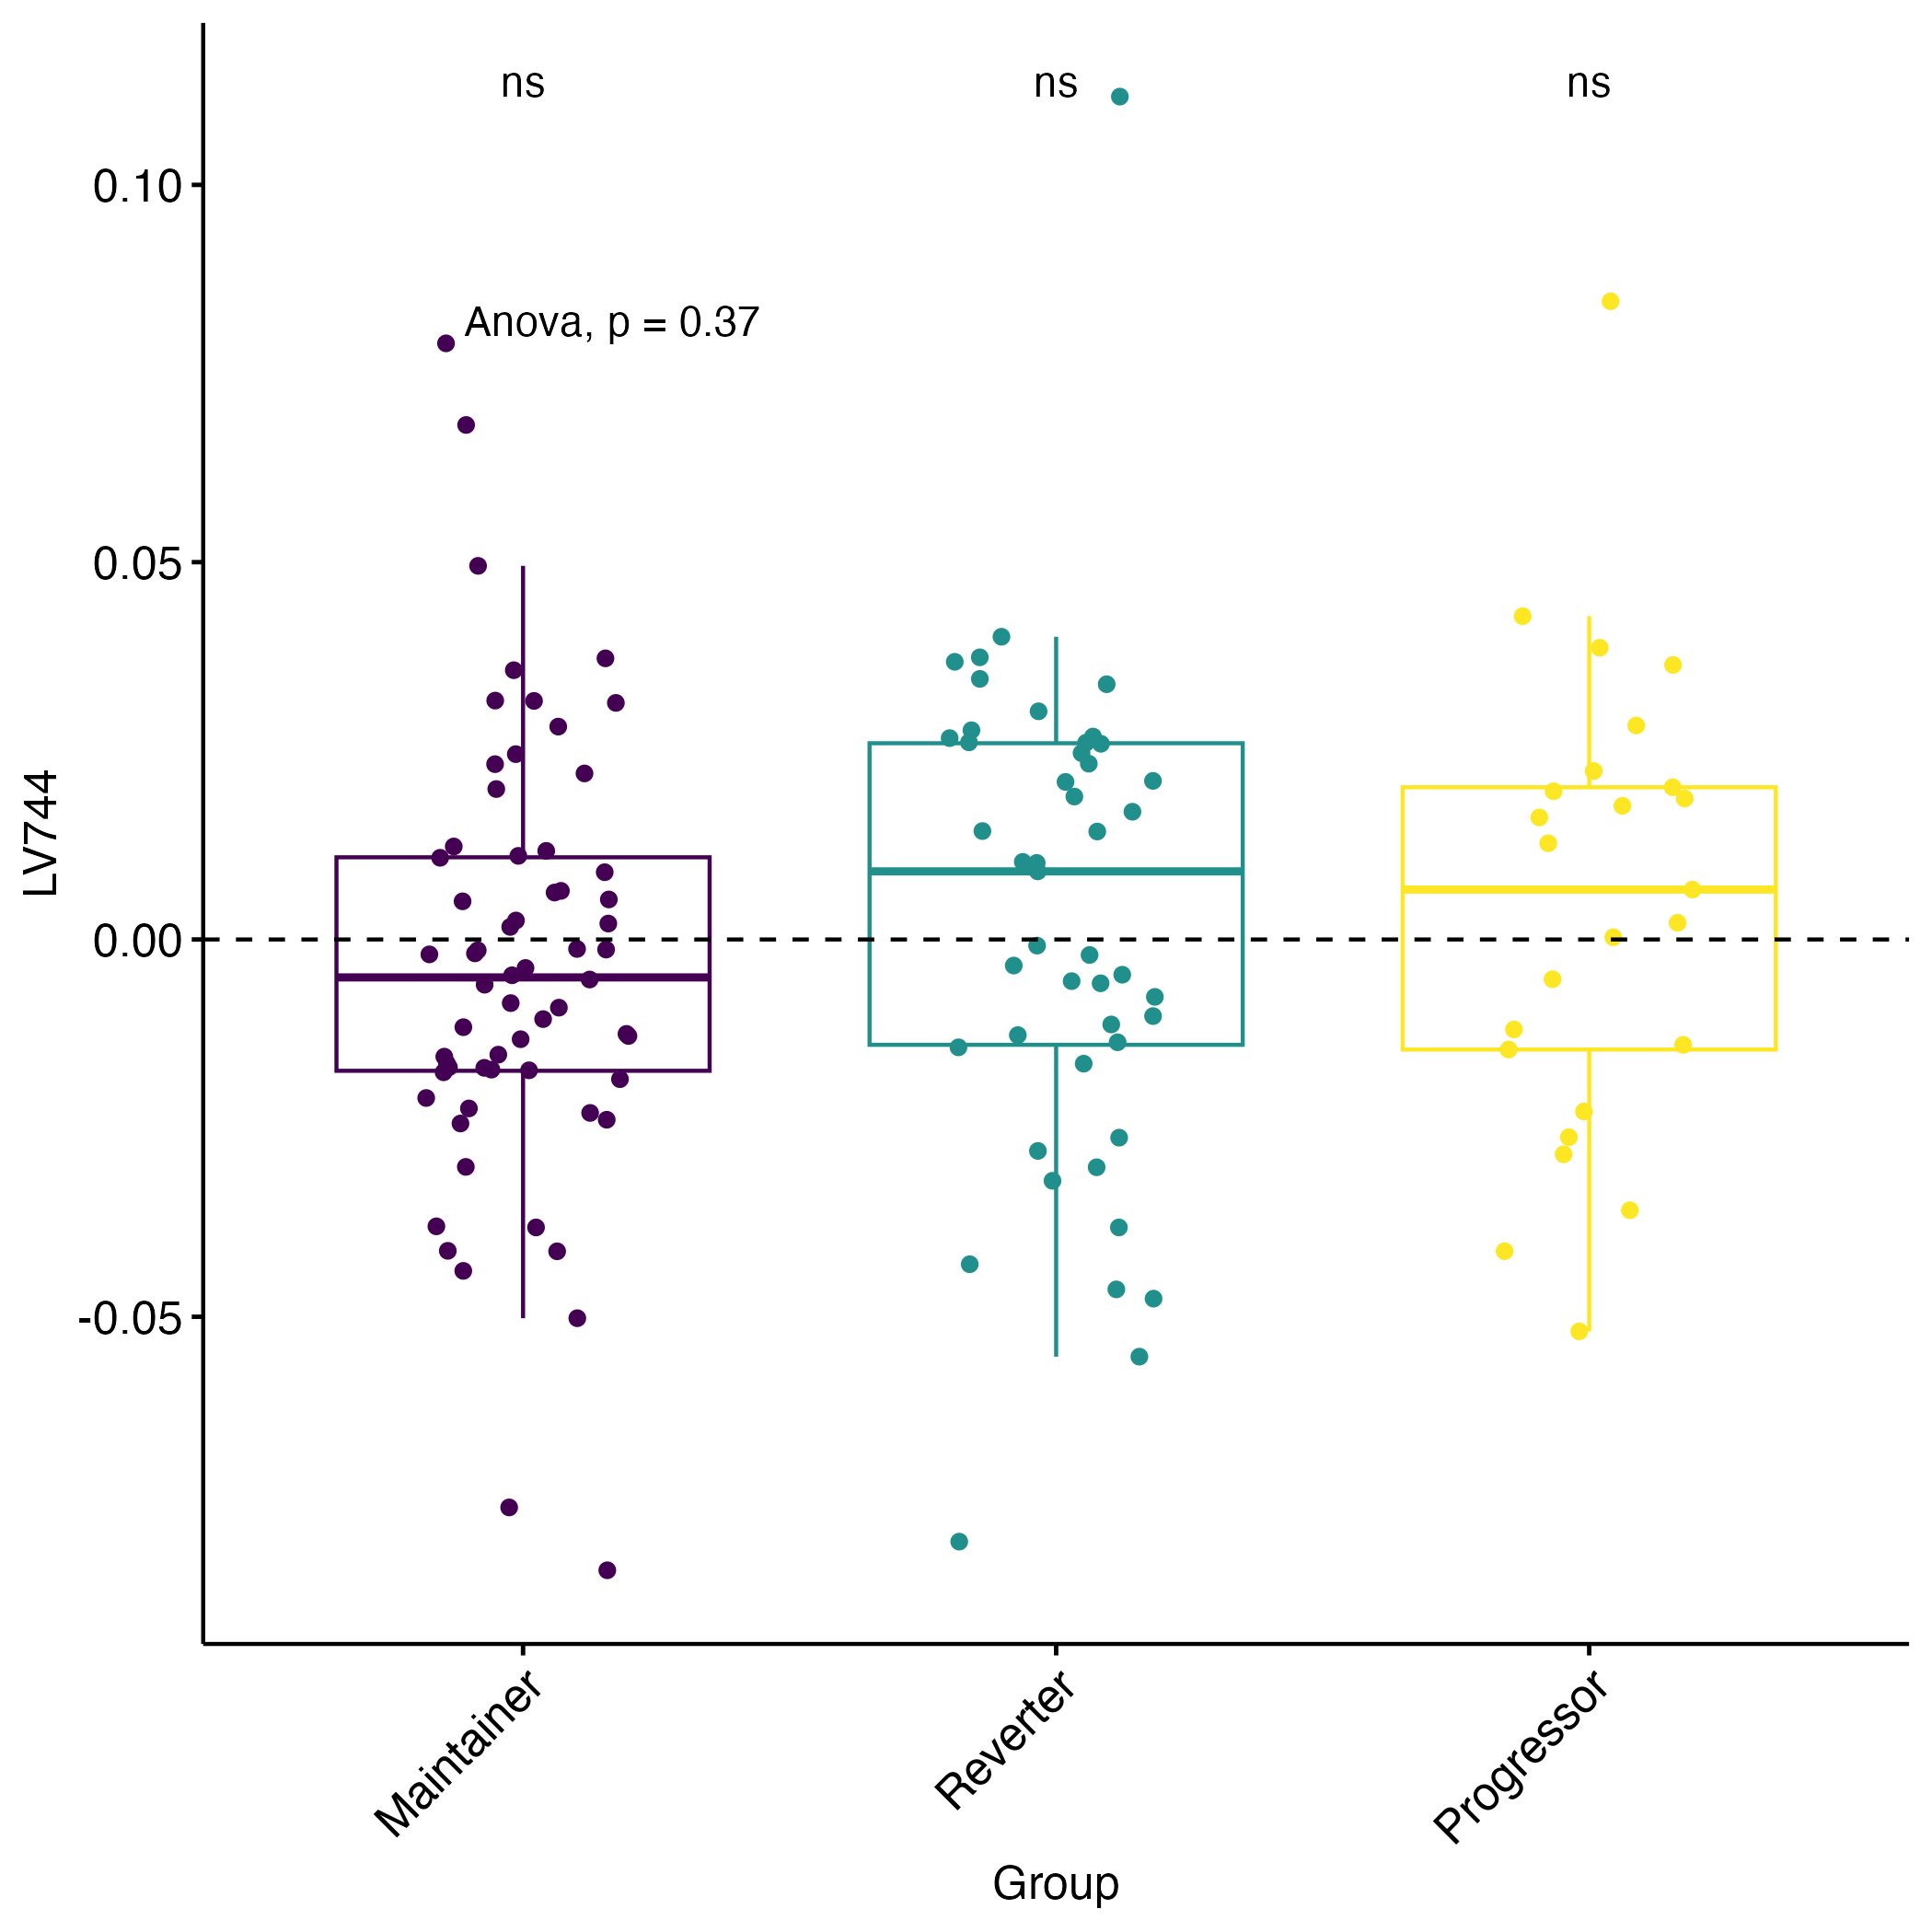 ns ns ns
0.10
Anova, p = 0.37
0.05
LV744
0.00
-0.05
Maintainer Reverter Progressor
Group